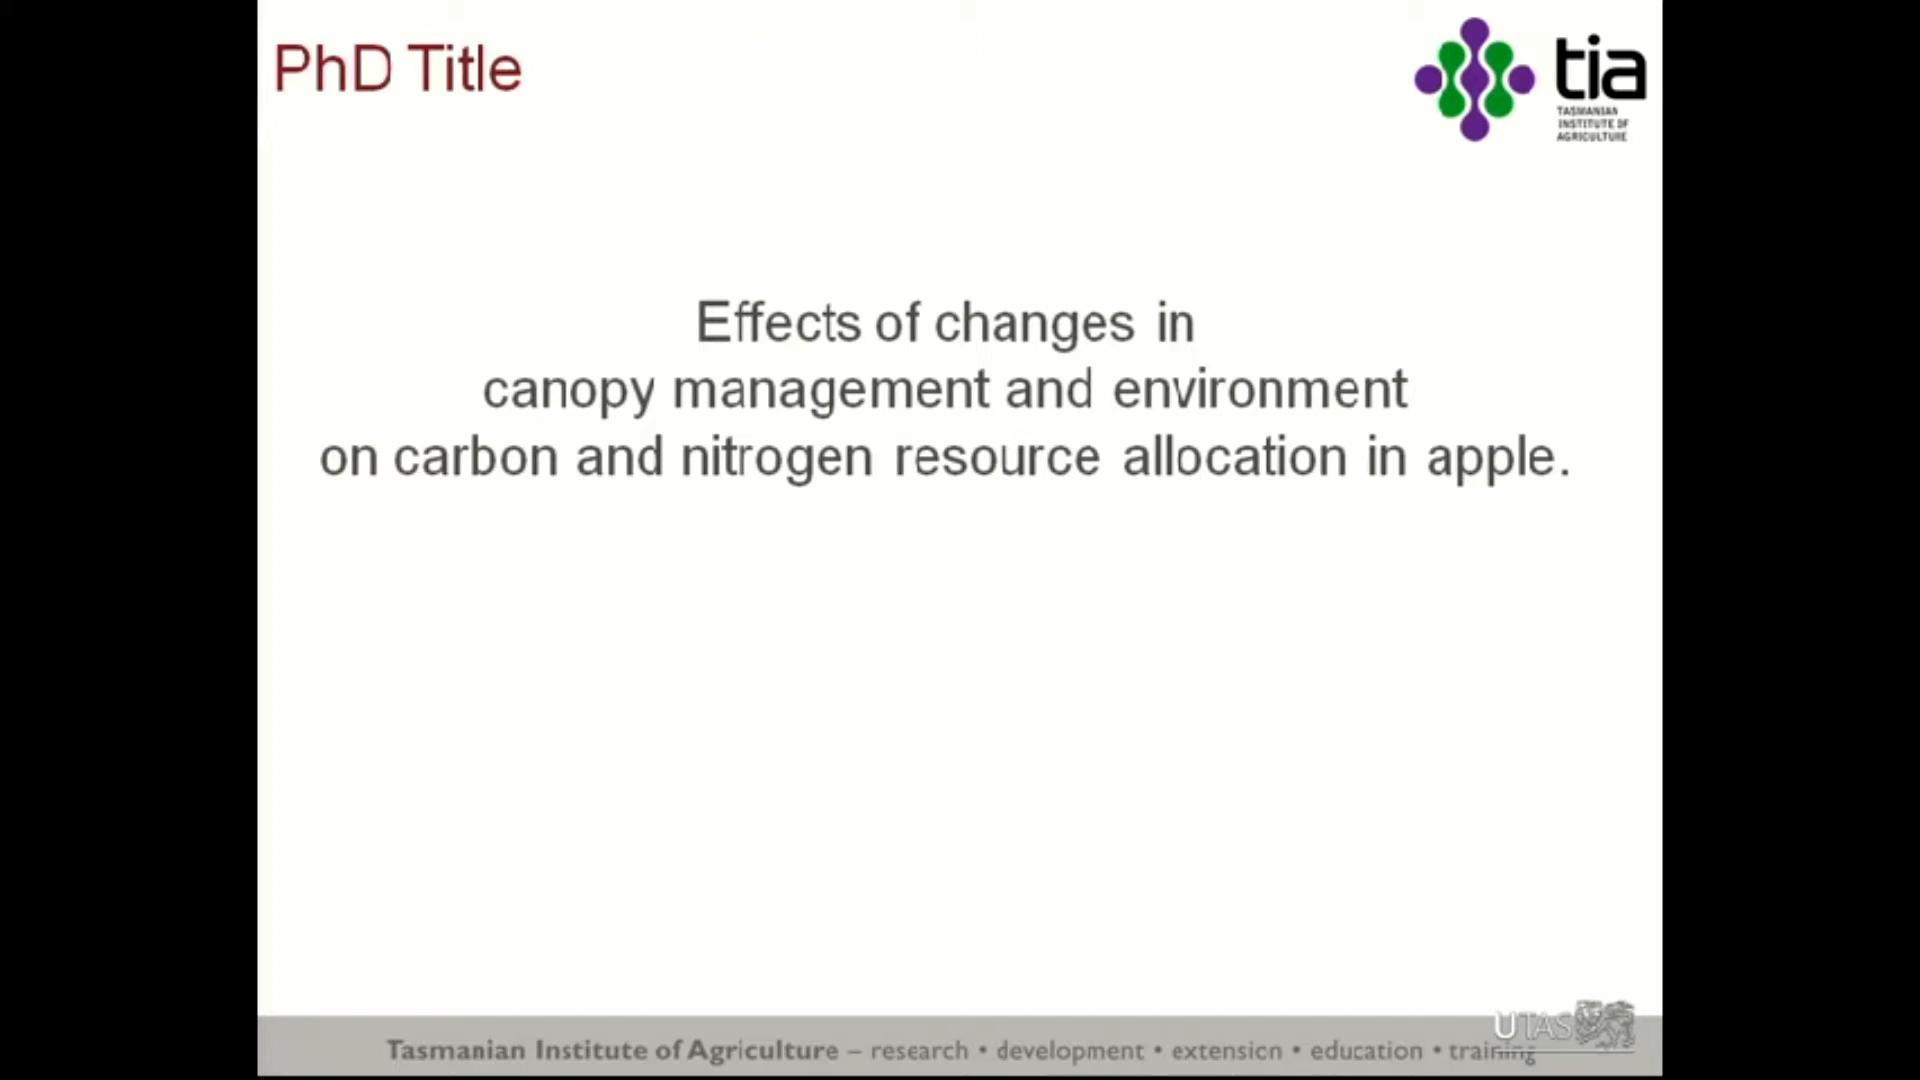 PhD Title
tia
TASMANIAN
INSTITUTE OF
AGRICULTURE
Effects of changes in
canopy management and environment
on carbon and nitrogen resource allocation in apple.
UTAS
Tasmanian Institute of Agriculture – research • development • extension • education • training